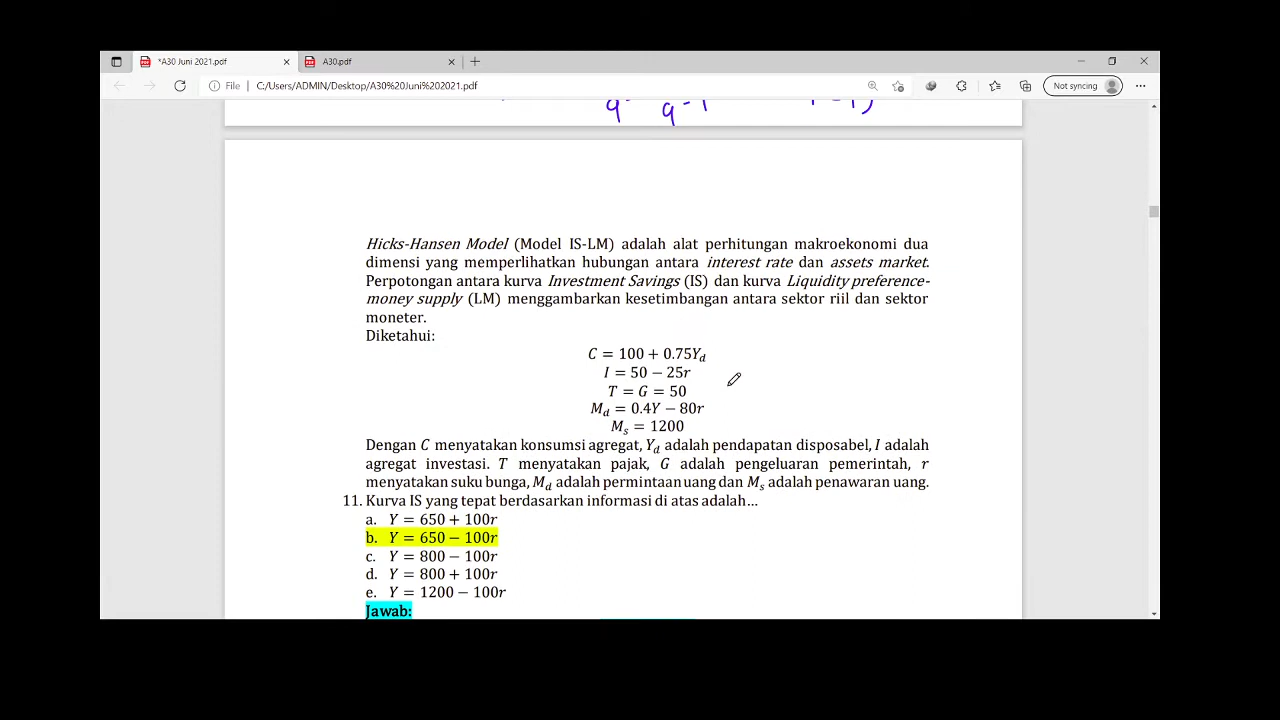 *A30 Juni 2021.pdf
A30.pdf
File
C:/Users/ADMIN/Desktop/A30%20Juni%202021.pdf
Not syncing
Hicks-Hansen Model (Model IS-LM) adalah alat perhitungan makroekonomi dua
dimensi yang memperlihatkan hubungan antara interest rate dan assets market.
Perpotongan antara kurva Investment Savings (IS) dan kurva Liquidity preference-
money supply (LM) menggambarkan kesetimbangan antara sektor riil dan sektor
moneter.
Diketahui:
C = 100 + 0.75Y_d
I = 50 − 25r
T = G = 50
M_d = 0.4Y − 80r
M_s = 1200
Dengan C menyatakan konsumsi agregat, Y_d adalah pendapatan disposabel, I adalah
agregat investasi. T menyatakan pajak, G adalah pengeluaran pemerintah, r
menyatakan suku bunga, M_d adalah permintaan uang dan M_s adalah penawaran uang.
11. Kurva IS yang tepat berdasarkan informasi di atas adalah…
a. Y = 650 + 100r
b. Y = 650 − 100r
c. Y = 800 − 100r
d. Y = 800 + 100r
e. Y = 1200 − 100r
Jawab: